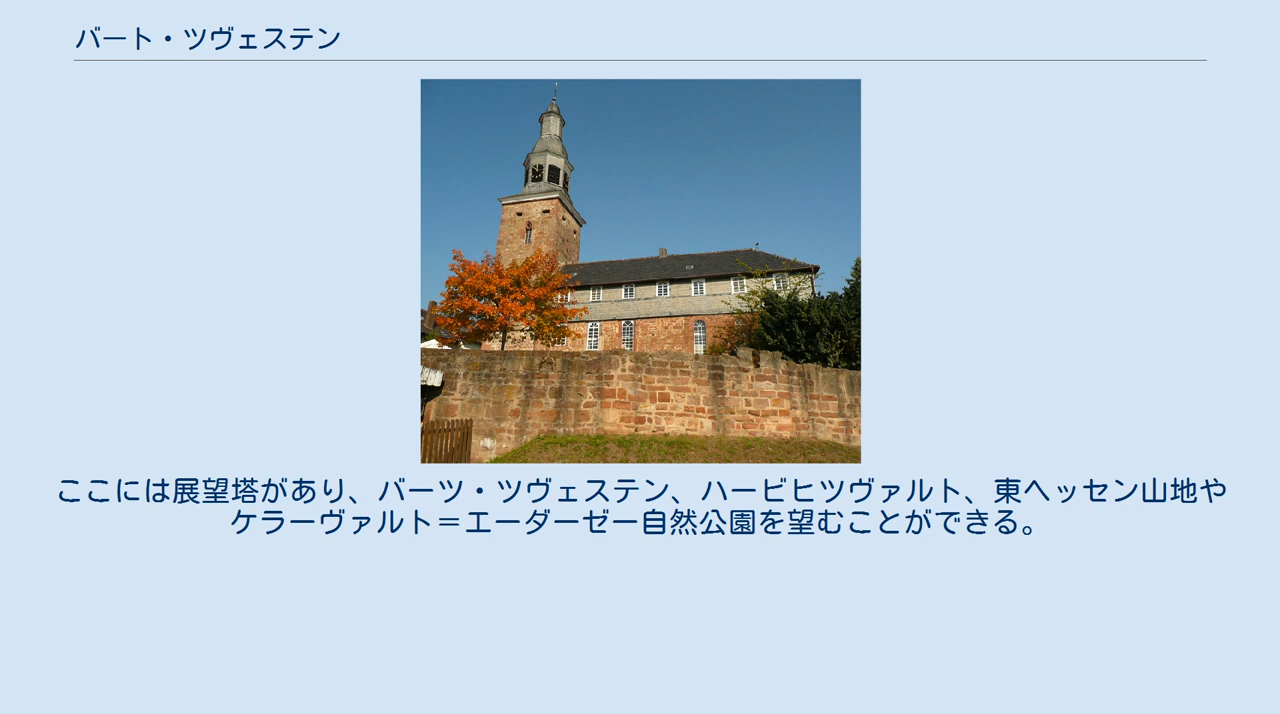 バート・ツヴェステン
ここには展望塔があり、バーツ・ツヴェステン、ハービヒツヴァルト、東ヘッセン山地や
ケラーヴァルト＝エーダーゼー自然公園を望むことができる。